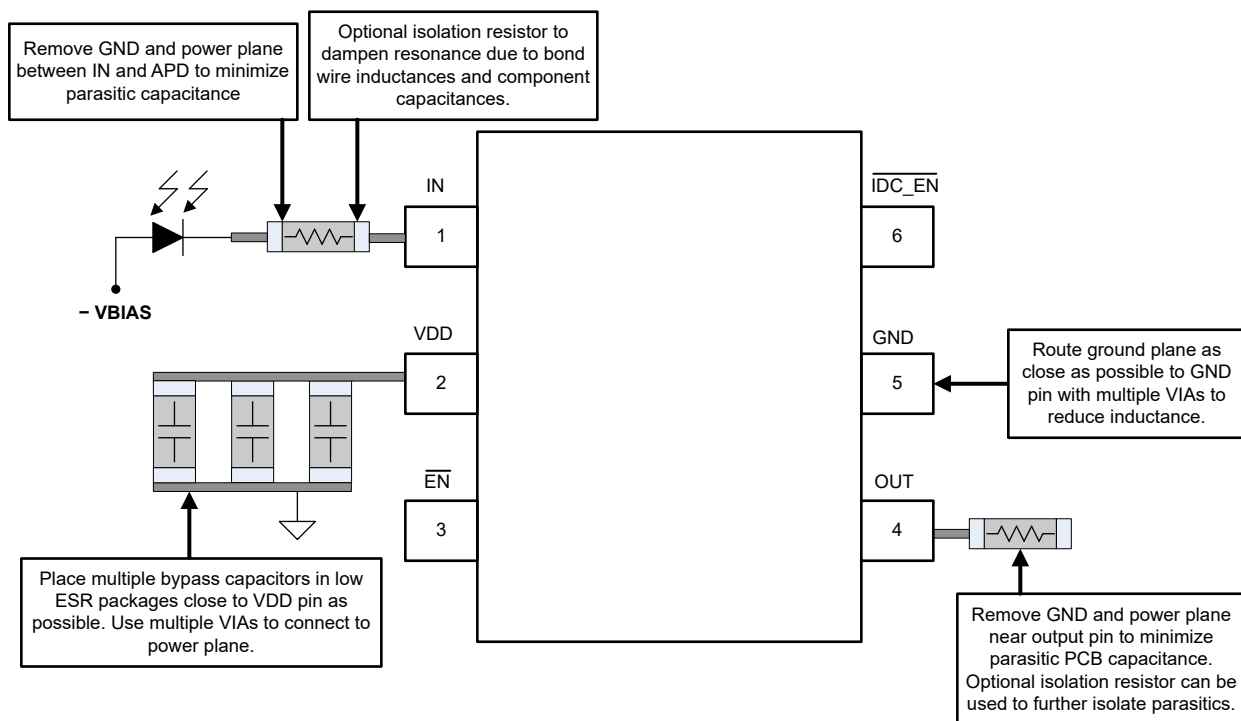 Remove GND and power plane
between IN and APD to minimize
parasitic capacitance
Optional isolation resistor to
dampen resonance due to bond
wire inductances and component
capacitances.
IN
1
− VBIAS
VDD
2
EN
3
IDC_EN
6
GND
5
OUT
4
Route ground plane as
close as possible to GND
pin with multiple VIAs to
reduce inductance.
Place multiple bypass capacitors in low
ESR packages close to VDD pin as
possible. Use multiple VIAs to connect to
power plane.
Remove GND and power plane
near output pin to minimize
parasitic PCB capacitance.
Optional isolation resistor can be
used to further isolate parasitics.